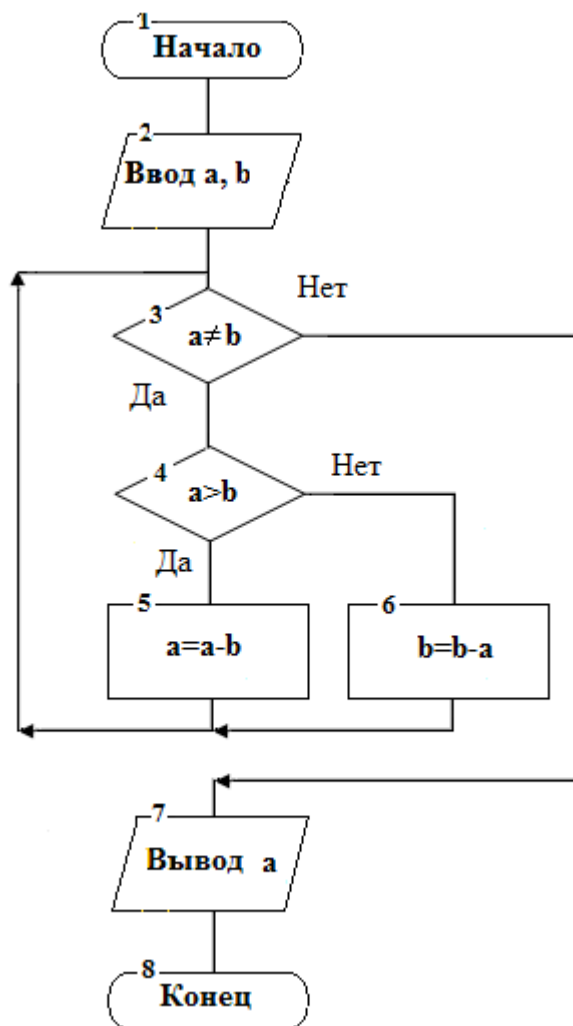 1
Начало
2
Ввод a, b
Нет
3
a≠b
Да
4
Нет
a>b
Да
5
6
a=a-b
b=b-a
7
Вывод a
8
Конец